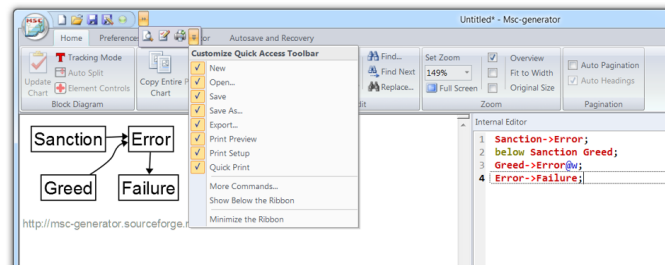 MSC
Untitled* - Msc-generator
Home
Preference
or
Autosave and Recovery
Tracking Mode
Auto Split
Element Controls
Update Chart
Block Diagram
Copy Entire P
Chart
Customize Quick Access Toolbar
New
Open...
Save
Save As...
Export...
Print Preview
Print Setup
Quick Print
More Commands...
Show Below the Ribbon
Minimize the Ribbon
Find...
Find Next
Replace...
dit
Set Zoom
149%
Full Screen
Overview
Fit to Width
Original Size
Zoom
Auto Pagination
Auto Headings
Pagination
Sanction
Error
Greed
Failure
http://msc-generator.sourceforge.n
Internal Editor
1 Sanction->Error;
2 below Sanction Greed;
3 Greed->Error@w;
4 Error->Failure;